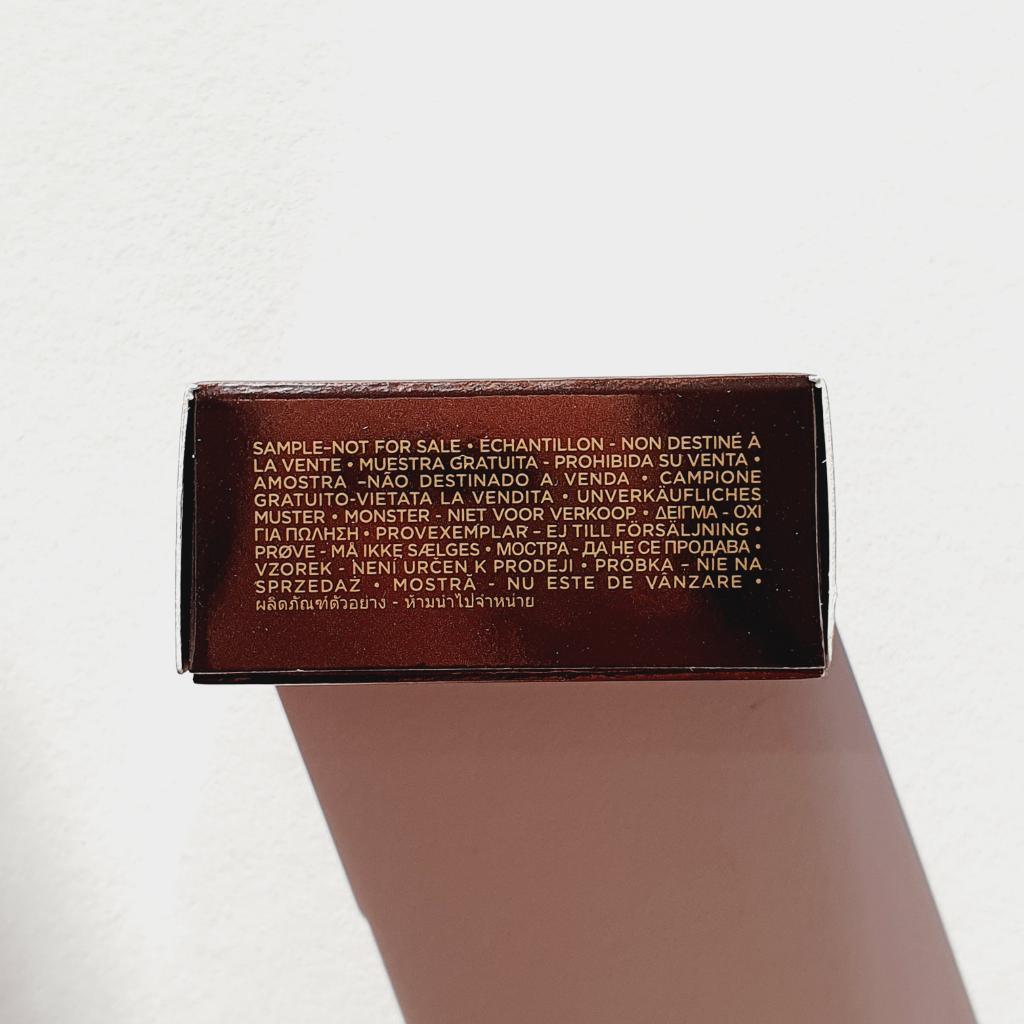 SAMPLE–NOT FOR SALE • ÉCHANTILLON - NON DESTINÉ À
LA VENTE • MUESTRA GRATUITA - PROHIBIDA SU VENTA •
AMOSTRA –NÃO DESTINADO A VENDA • CAMPIONE
GRATUITO-VIETATA LA VENDITA • UNVERKÄUFLICHES
MUSTER • MONSTER - NIET VOOR VERKOOP • ΔΕΙΓΜΑ - ΟΧΙ
ΓΙΑ ΠΩΛΗΣΗ • PROVEXEMPLAR – EJ TILL FÖRSÄLJNING •
PRØVE - MÅ IKKE SÆLGES • МОСТРА - ДА НЕ СЕ ПРОДАВА •
VZOREK - NENÍ URČEN K PRODEJI • PRÓBKA – NIE NA
SPRZEDAŻ • MOSTRĂ - NU ESTE DE VÂNZARE •
ผลิตภัณฑ์ตัวอย่าง - ห้ามนำไปจำหน่าย